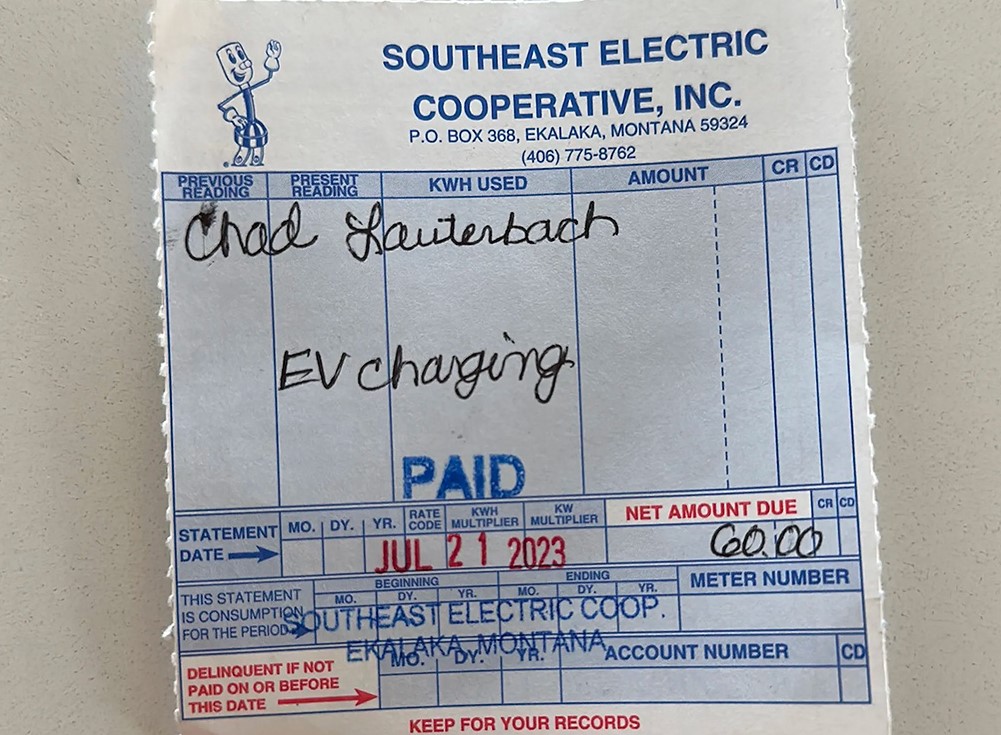 SOUTHEAST ELECTRIC
COOPERATIVE, INC.
P.O. BOX 368, EKALAKA, MONTANA 59324
(406) 775-8762
PREVIOUS READING PRESENT READING KWH USED AMOUNT CR CD
Chad Lauterbach
EV charging
PAID
STATEMENT DATE MO. DY. YR. RATE CODE KWH MULTIPLIER KW MULTIPLIER NET AMOUNT DUE CR CD
JUL 21 2023 60.00
THIS STATEMENT IS CONSUMPTION FOR THE PERIOD BEGINNING MO. DY. YR. ENDING MO. DY. YR. METER NUMBER
SOUTHEAST ELECTRIC COOP.
EKALAKA, MONTANA
DELINQUENT IF NOT PAID ON OR BEFORE THIS DATE MO. DY. YR. ACCOUNT NUMBER CD
KEEP FOR YOUR RECORDS